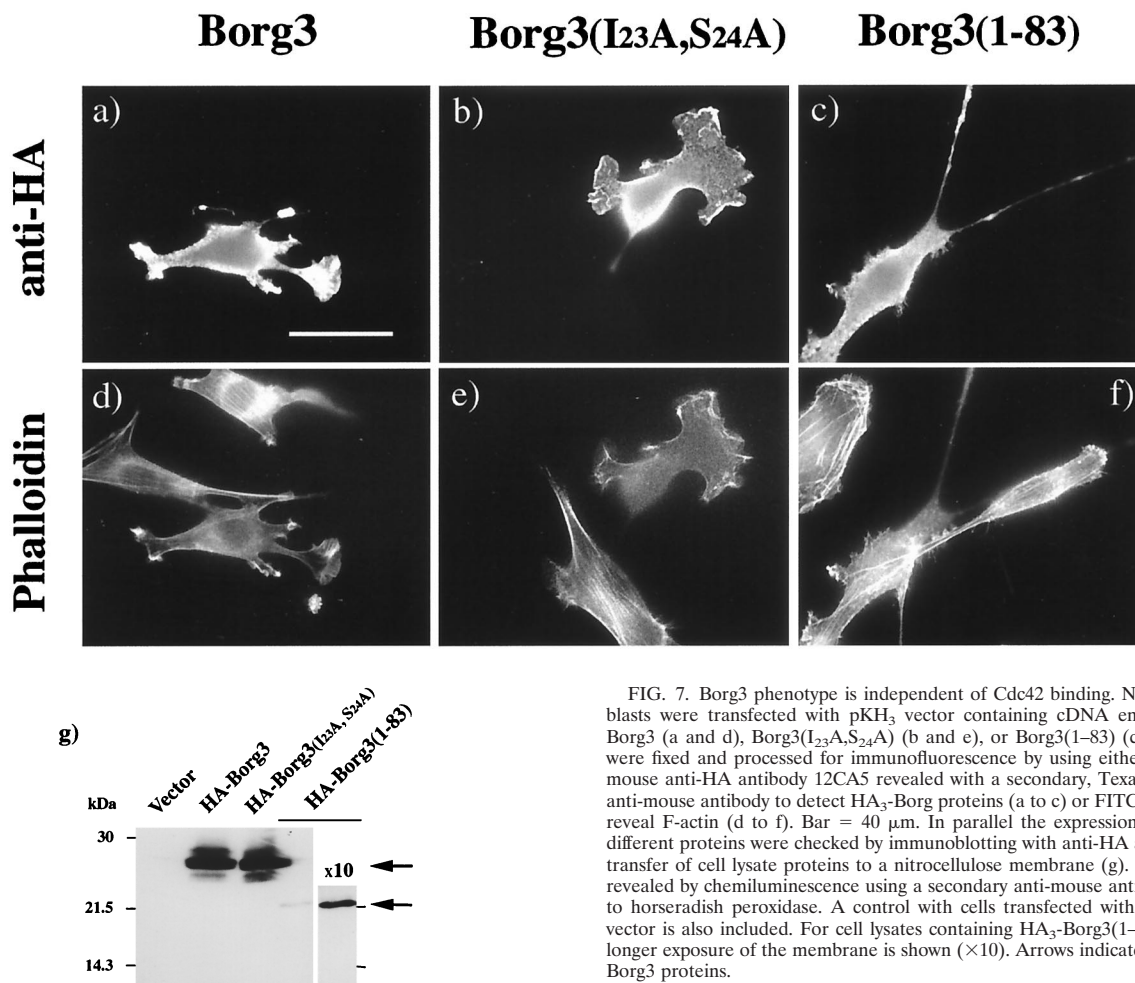 Borg3 Borg3(I23A,S24A) Borg3(1-83)
anti-HA
a) b) c)
Phalloidin
d) e) f)
g)
Vector HA-Borg3 HA-Borg3(I23A, S24A) HA-Borg3(1-83)
kDa
30
x10
21.5
14.3
FIG. 7. Borg3 phenotype is independent of Cdc42 binding. N
blasts were transfected with pKH3 vector containing cDNA en
Borg3 (a and d), Borg3(I23A,S24A) (b and e), or Borg3(1–83) (c
were fixed and processed for immunofluorescence by using eithe
mouse anti-HA antibody 12CA5 revealed with a secondary, Texa
anti-mouse antibody to detect HA3-Borg proteins (a to c) or FITC
reveal F-actin (d to f). Bar = 40 μm. In parallel the expression
different proteins were checked by immunoblotting with anti-HA
transfer of cell lysate proteins to a nitrocellulose membrane (g).
revealed by chemiluminescence using a secondary anti-mouse anti
to horseradish peroxidase. A control with cells transfected with
vector is also included. For cell lysates containing HA3-Borg3(1–
longer exposure of the membrane is shown (×10). Arrows indicate
Borg3 proteins.